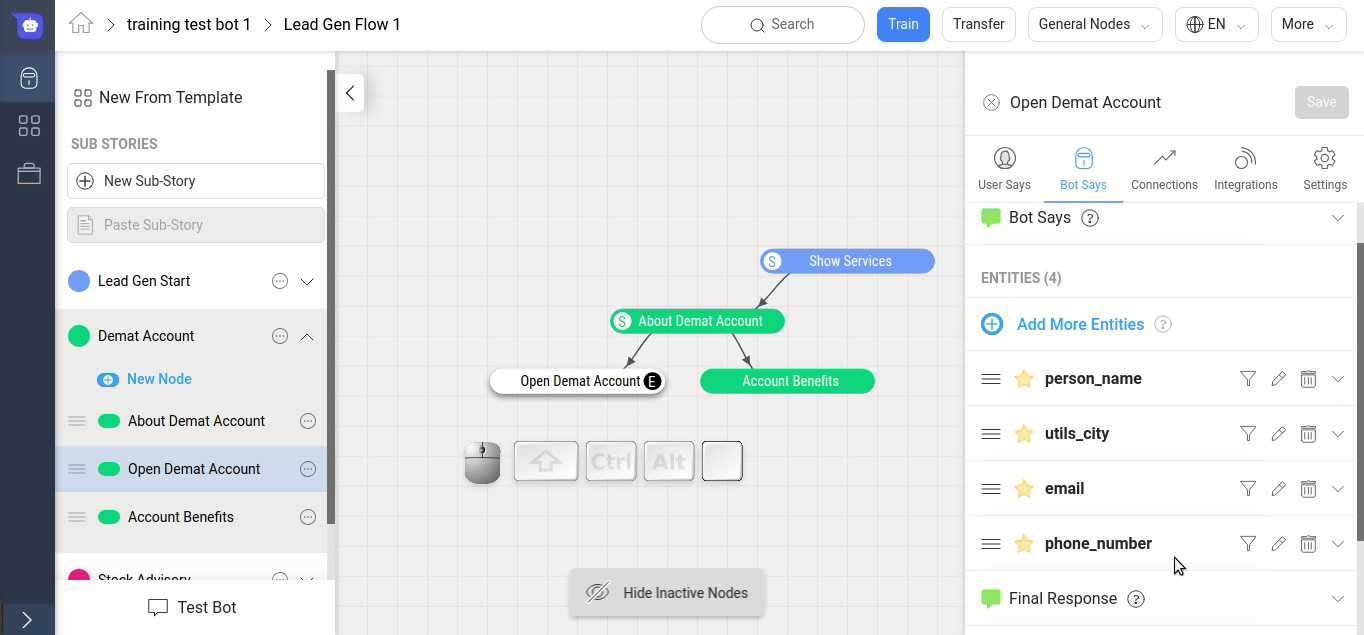 training test bot 1
Lead Gen Flow 1
Search
Train
Transfer
General Nodes
EN
More
New From Template
SUB STORIES
New Sub-Story
Paste Sub-Story
Lead Gen Start
Demat Account
New Node
About Demat Account
Open Demat Account
Account Benefits
Stock Advisory
Test Bot
S Show Services
S About Demat Account
Open Demat Account E
Account Benefits
Ctrl
Alt
Hide Inactive Nodes
Open Demat Account
Save
User Says
Bot Says
Connections
Integrations
Settings
Bot Says ?
ENTITIES (4)
Add More Entities ?
person_name
utils_city
email
phone_number
Final Response ?